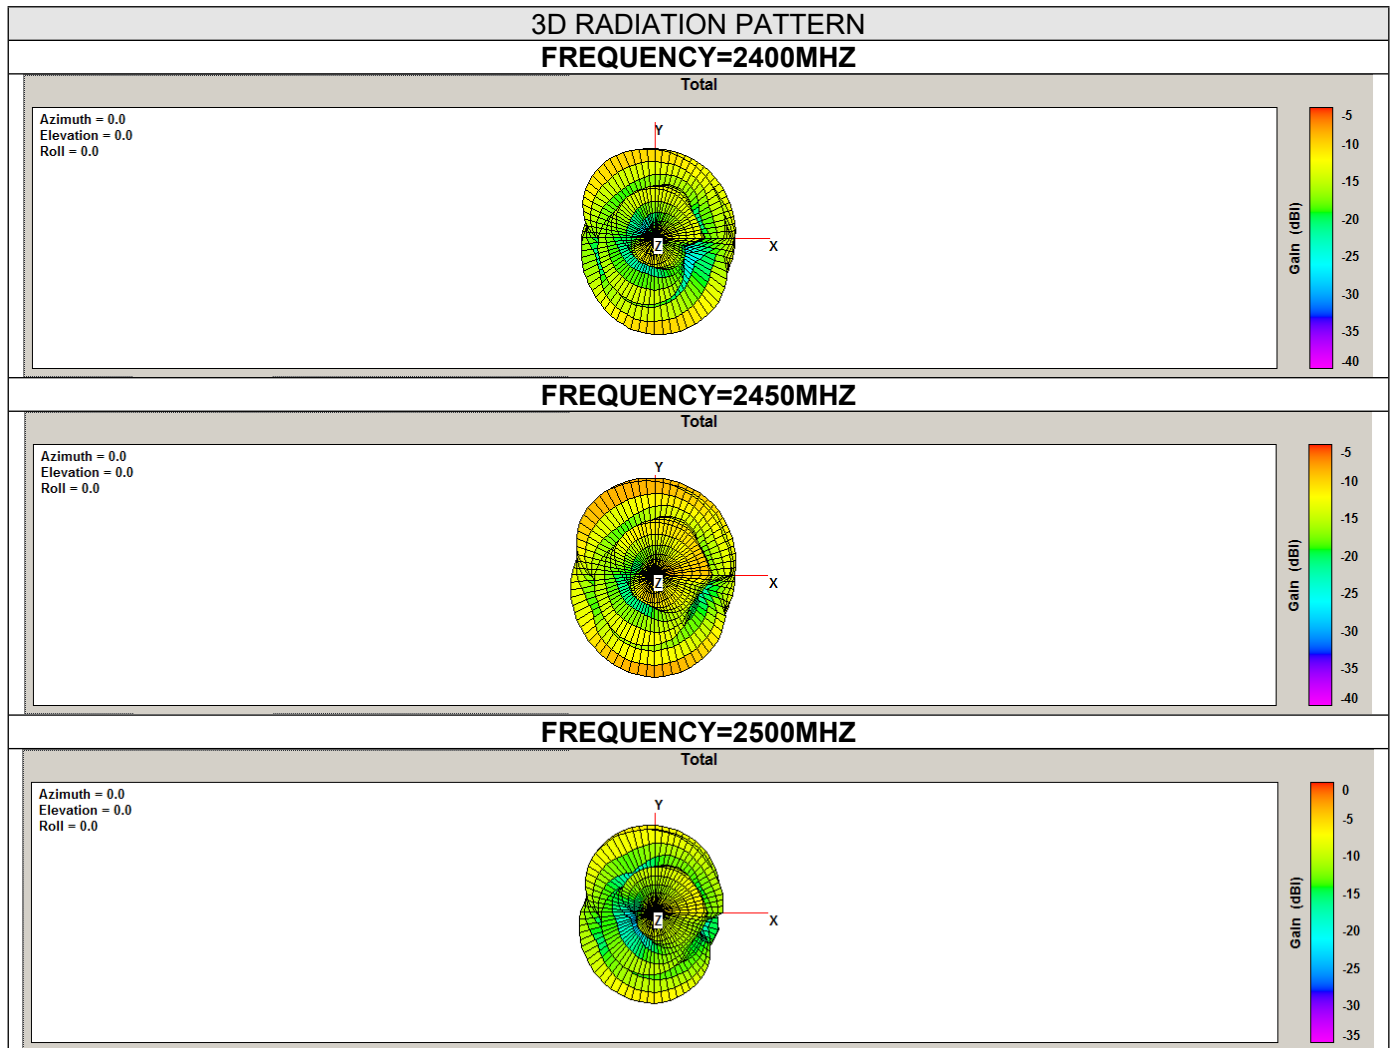 3D RADIATION PATTERN
FREQUENCY=2400MHZ
Total
Azimuth = 0.0
Elevation = 0.0
Roll = 0.0
Y
Z
X
Gain (dBi)
-5
-10
-15
-20
-25
-30
-35
-40
FREQUENCY=2450MHZ
Total
Azimuth = 0.0
Elevation = 0.0
Roll = 0.0
Y
Z
X
Gain (dBi)
-5
-10
-15
-20
-25
-30
-35
-40
FREQUENCY=2500MHZ
Total
Azimuth = 0.0
Elevation = 0.0
Roll = 0.0
Y
Z
X
Gain (dBi)
0
-5
-10
-15
-20
-25
-30
-35